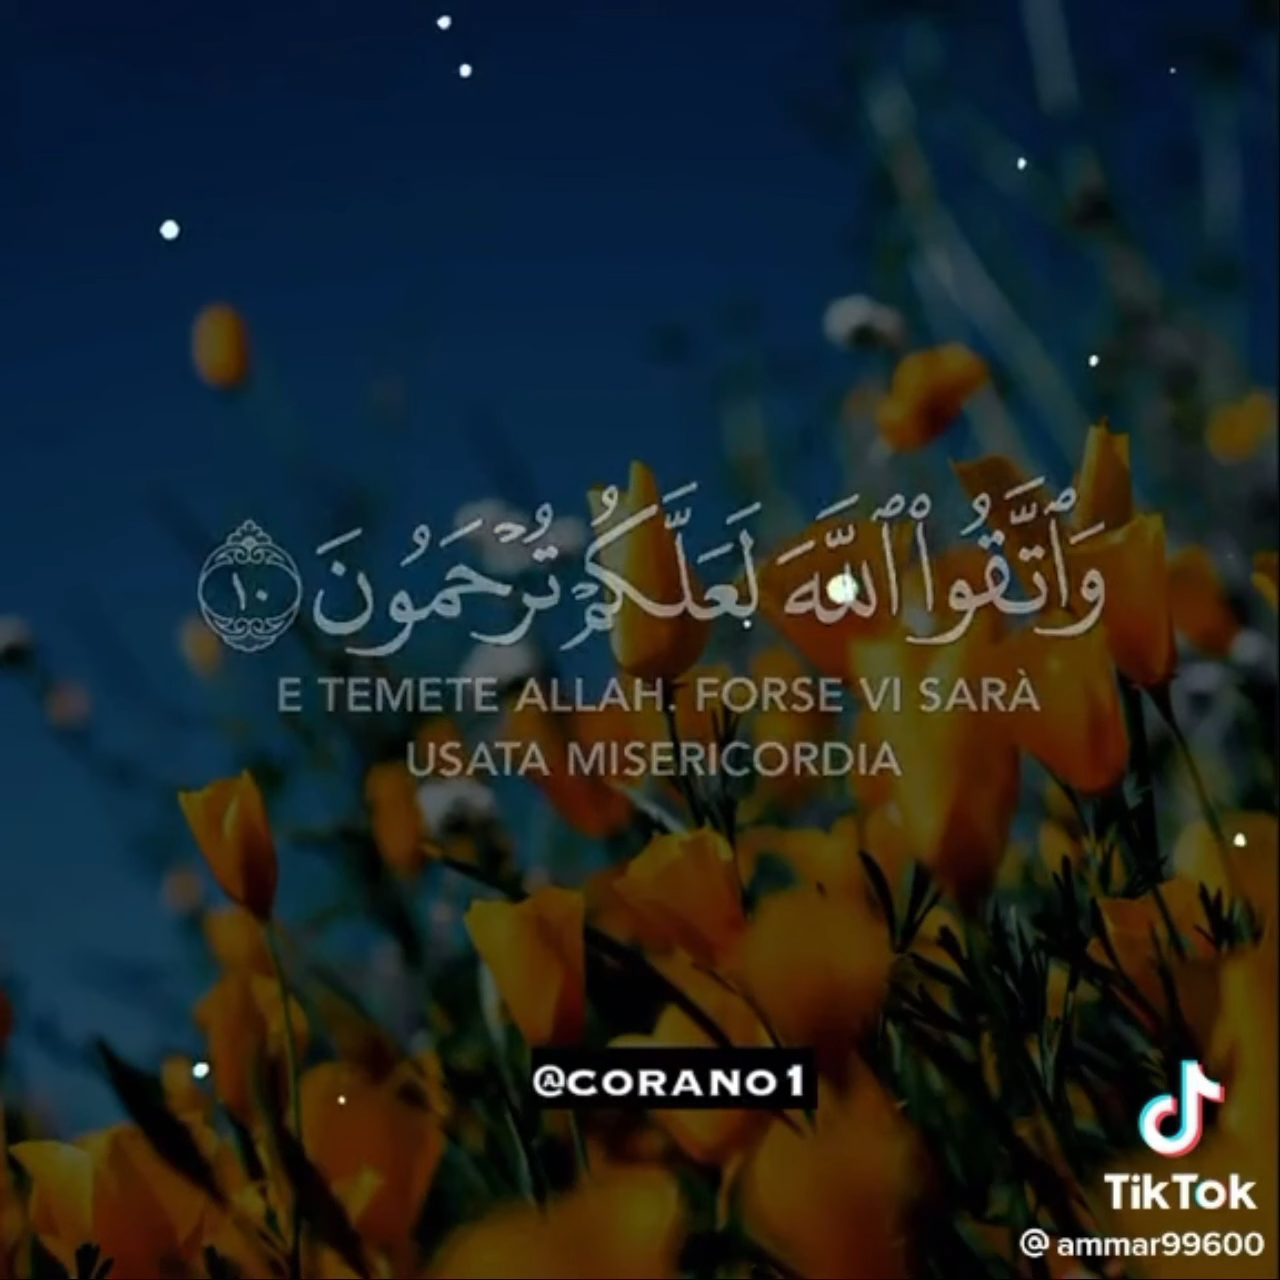 وَٱتَّقُوا۟ ٱللَّهَ لَعَلَّكُمْ تُرْحَمُونَ ١٠
E TEMETE ALLAH. FORSE VI SARÀ
USATA MISERICORDIA
@CORANO1
TikTok
@ammar99600